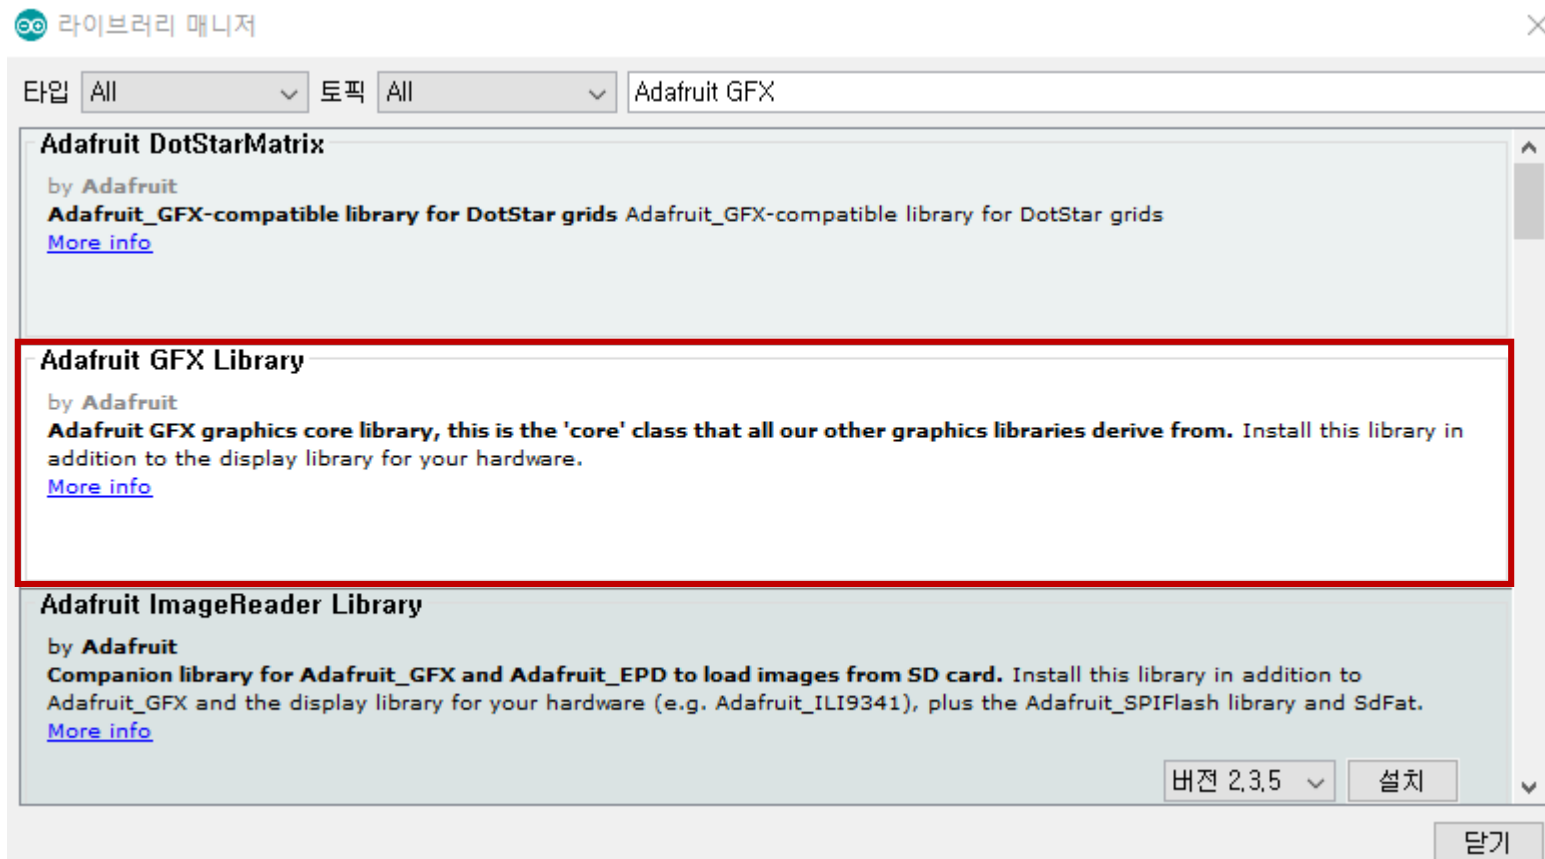 라이브러리 매니저
타입 All 토픽 All Adafruit GFX
Adafruit DotStarMatrix
by Adafruit
Adafruit_GFX-compatible library for DotStar grids Adafruit_GFX-compatible library for DotStar grids
More info
Adafruit GFX Library
by Adafruit
Adafruit GFX graphics core library, this is the 'core' class that all our other graphics libraries derive from. Install this library in
addition to the display library for your hardware.
More info
Adafruit ImageReader Library
by Adafruit
Companion library for Adafruit_GFX and Adafruit_EPD to load images from SD card. Install this library in addition to
Adafruit_GFX and the display library for your hardware (e.g. Adafruit_ILI9341), plus the Adafruit_SPIFlash library and SdFat.
More info
버전 2.3.5 설치
닫기